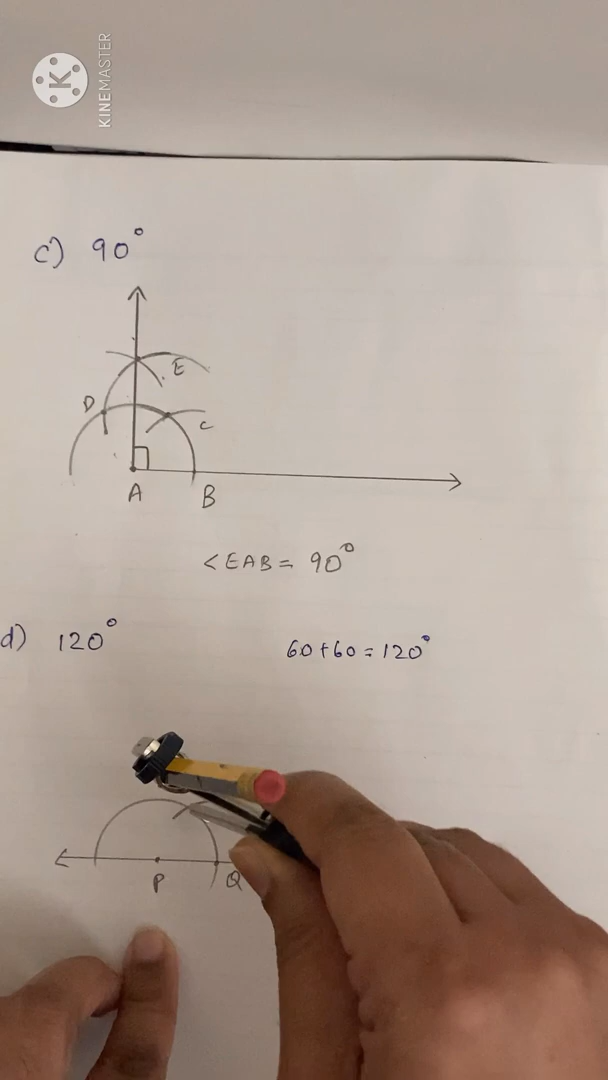 KINEMASTER
c) 90°
E
D
C
A B
<EAB = 90°
d) 120° 60+60=120°
P Q